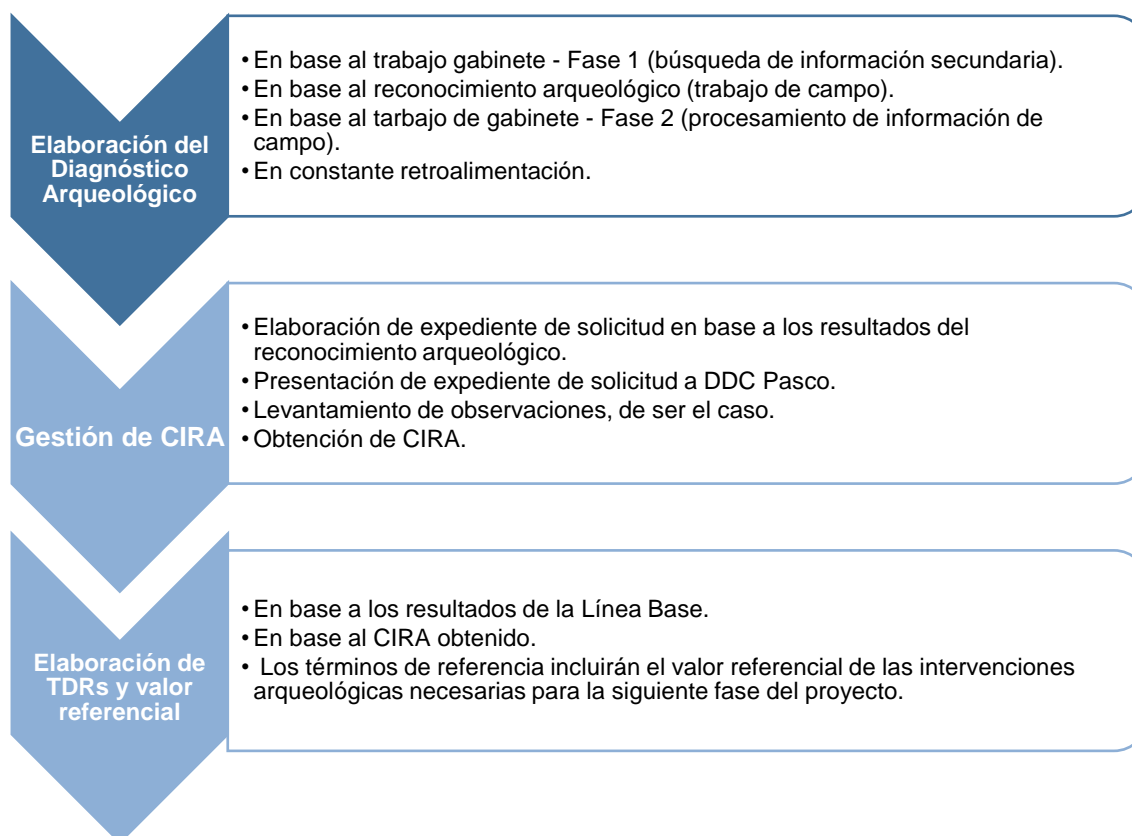 Elaboración del
Diagnóstico
Arqueológico
• En base al trabajo gabinete - Fase 1 (búsqueda de información secundaria).
• En base al reconocimiento arqueológico (trabajo de campo).
• En base al tarbajo de gabinete - Fase 2 (procesamiento de información de
campo).
• En constante retroalimentación.
Gestión de CIRA
• Elaboración de expediente de solicitud en base a los resultados del
reconocimiento arqueológico.
• Presentación de expediente de solicitud a DDC Pasco.
• Levantamiento de observaciones, de ser el caso.
• Obtención de CIRA.
Elaboración de
TDRs y valor
referencial
• En base a los resultados de la Línea Base.
• En base al CIRA obtenido.
• Los términos de referencia incluirán el valor referencial de las intervenciones
arqueológicas necesarias para la siguiente fase del proyecto.